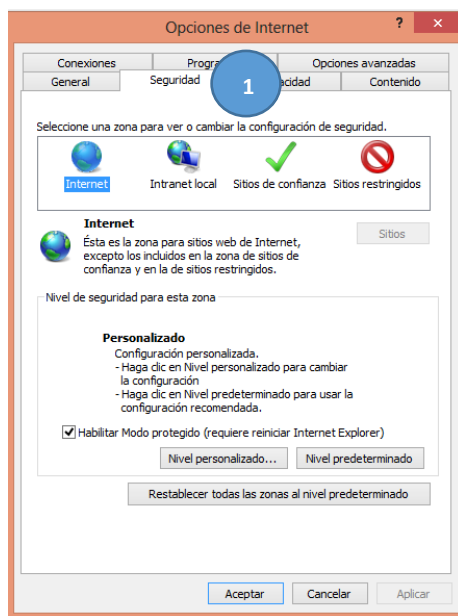 Opciones de Internet
?
Conexiones
Opciones avanzadas
General
Seguridad
1
Contenido
Seleccione una zona para ver o cambiar la configuración de seguridad.
Internet
Intranet local
Sitios de confianza
Sitios restringidos
Internet
Ésta es la zona para sitios web de Internet,
excepto los incluidos en la zona de sitios de
confianza y en la de sitios restringidos.
Sitios
Nivel de seguridad para esta zona
Personalizado
Configuración personalizada.
- Haga clic en Nivel personalizado para cambiar
la configuración
- Haga clic en Nivel predeterminado para usar la
configuración recomendada.
Habilitar Modo protegido (requiere reiniciar Internet Explorer)
Nivel personalizado...
Nivel predeterminado
Restablecer todas las zonas al nivel predeterminado
Aceptar
Cancelar
Aplicar